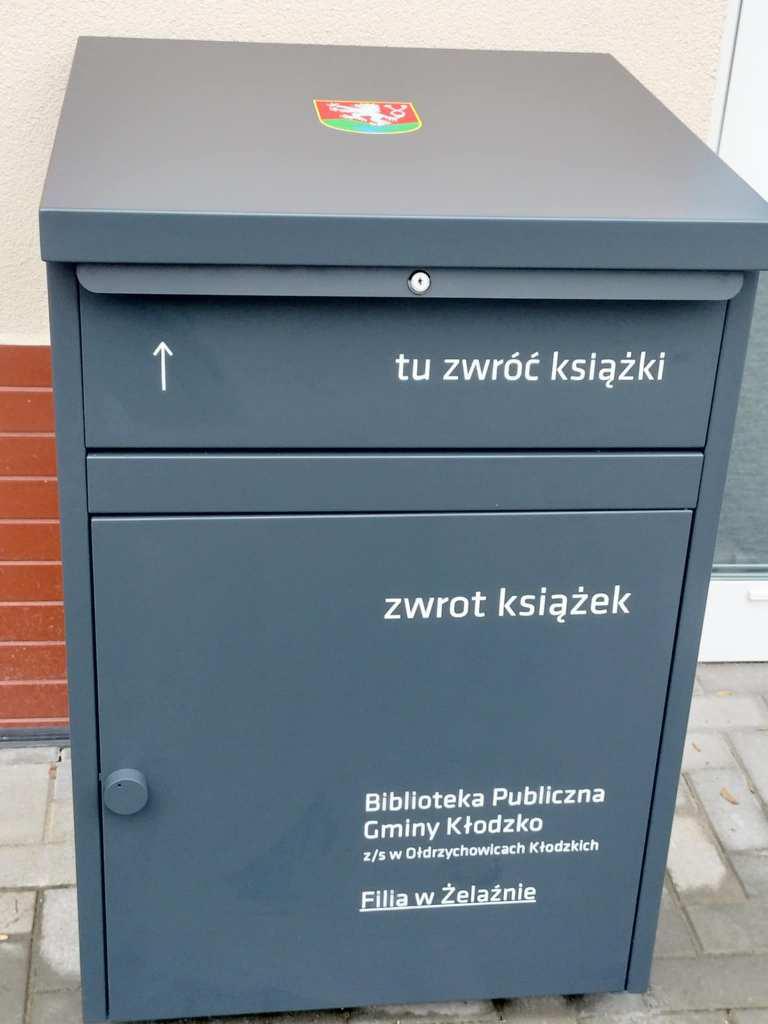 tu zwróć książki
zwrot książek
Biblioteka Publiczna
Gminy Kłodzko
z/s w Ołdrzychowicach Kłodzkich
Filia w Żelaźnie